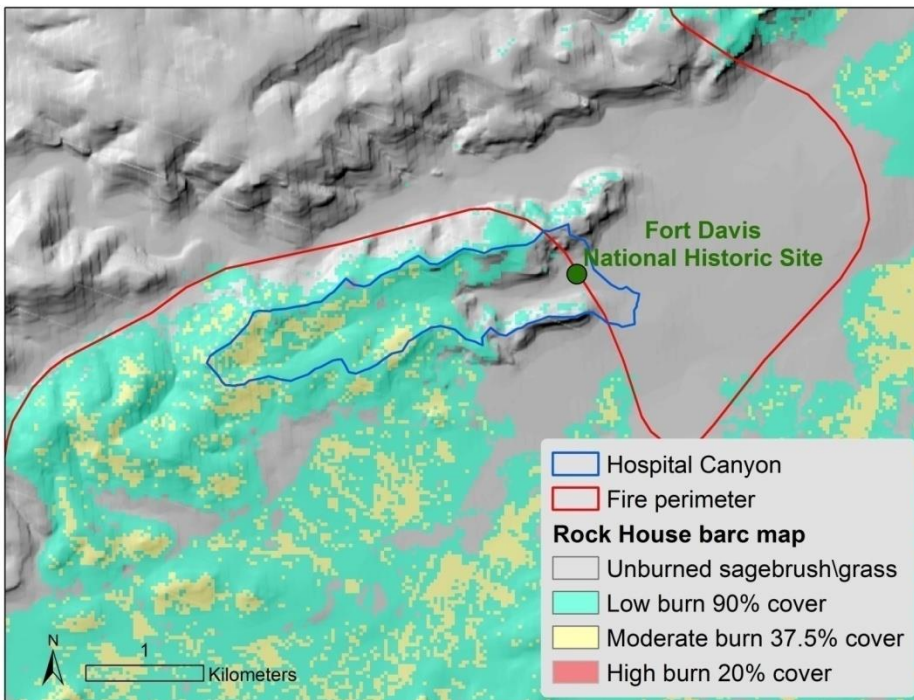 Fort Davis
National Historic Site
Hospital Canyon
Fire perimeter
Rock House barc map
Unburned sagebrush\grass
Low burn 90% cover
Moderate burn 37.5% cover
High burn 20% cover
N
1
Kilometers